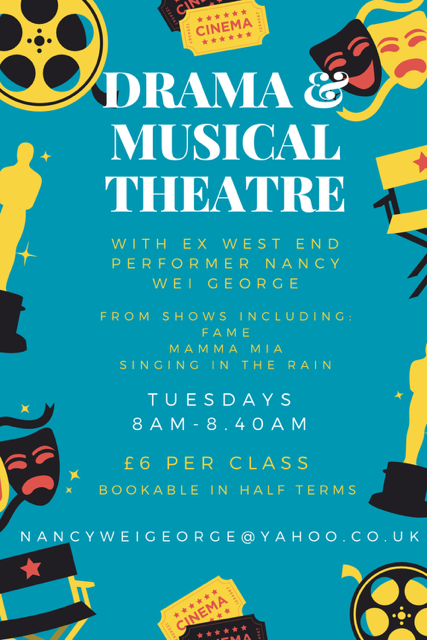 CINEMA
DRAMA &
MUSICAL
THEATRE
WITH EX WEST END
PERFORMER NANCY
WEI GEORGE
FROM SHOWS INCLUDING:
FAME
MAMMA MIA
SINGING IN THE RAIN
TUESDAYS
8AM-8.40AM
£6 PER CLASS
BOOKABLE IN HALF TERMS
NANCYWEIGEORGE@YAHOO.CO.UK
CINEMA
CINEMA